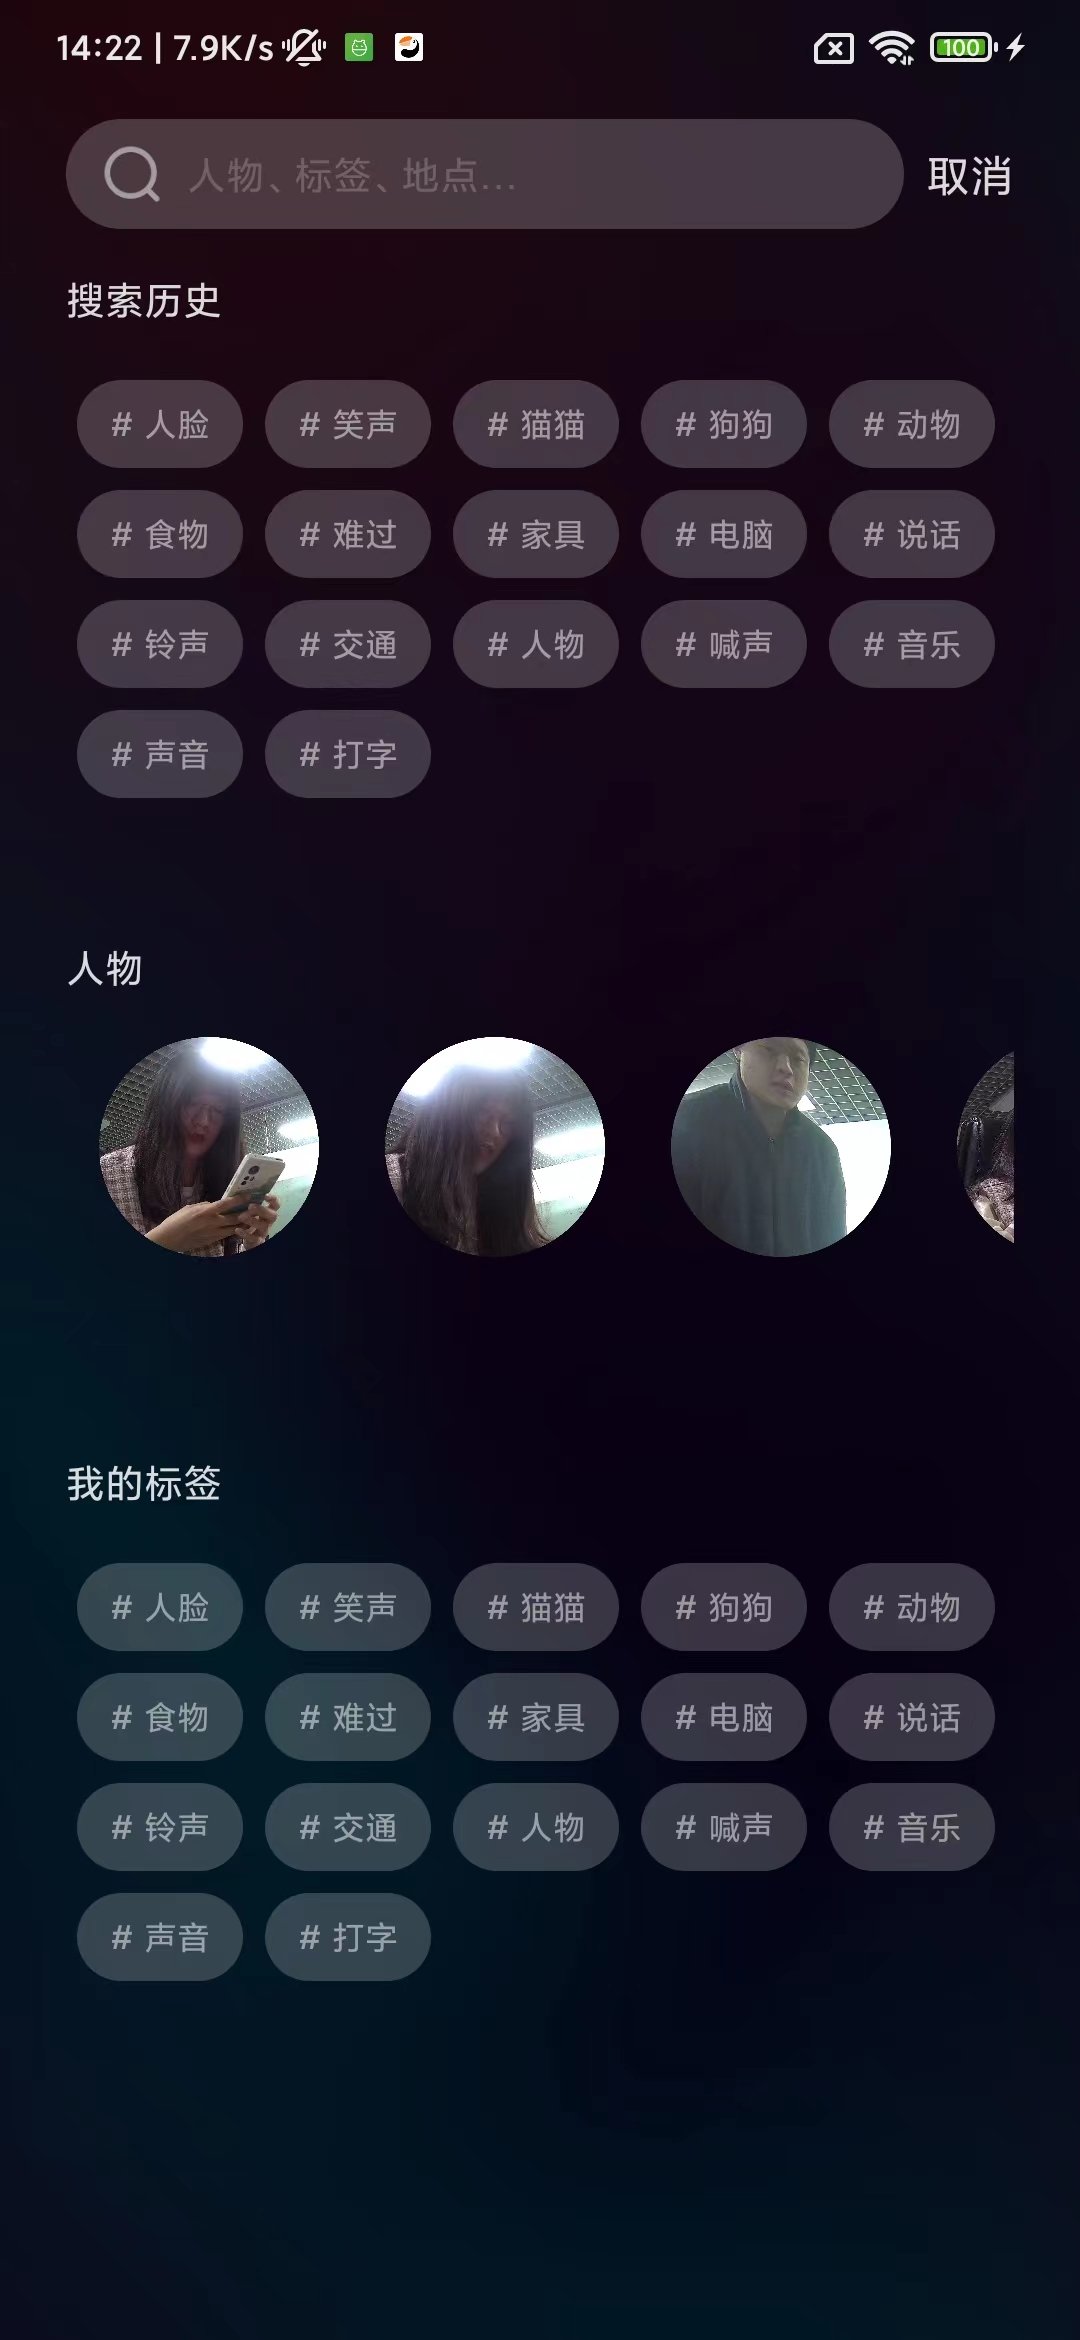 14:22 | 7.9K/s 100
人物、标签、地点... 取消
搜索历史
# 人脸 # 笑声 # 猫猫 # 狗狗 # 动物
# 食物 # 难过 # 家具 # 电脑 # 说话
# 铃声 # 交通 # 人物 # 喊声 # 音乐
# 声音 # 打字
人物
我的标签
# 人脸 # 笑声 # 猫猫 # 狗狗 # 动物
# 食物 # 难过 # 家具 # 电脑 # 说话
# 铃声 # 交通 # 人物 # 喊声 # 音乐
# 声音 # 打字